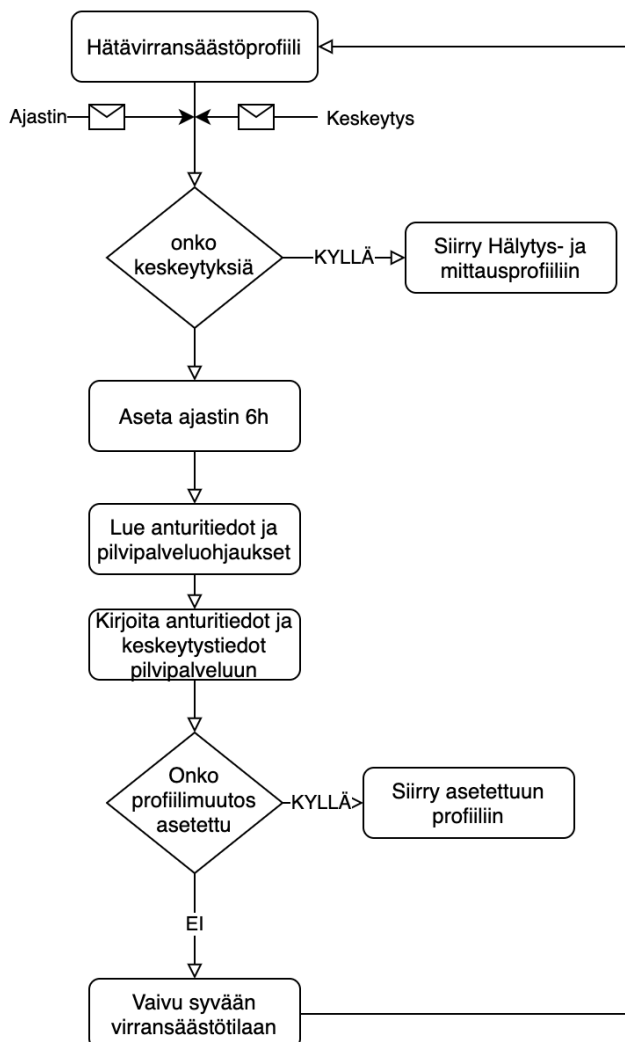 Hätävirransäästöprofiili
Ajastin
Keskeytys
onko
keskeytyksiä
KYLLÄ
Siirry Hälytys- ja
mittausprofiiliin
Aseta ajastin 6h
Lue anturitiedot ja
pilvipalveluohjaukset
Kirjoita anturitiedot ja
keskeytystiedot
pilvipalveluun
Onko
profiilimuutos
asetettu
KYLLÄ
Siirry asetettuun
profiiliin
EI
Vaivu syvään
virransäästötilaan